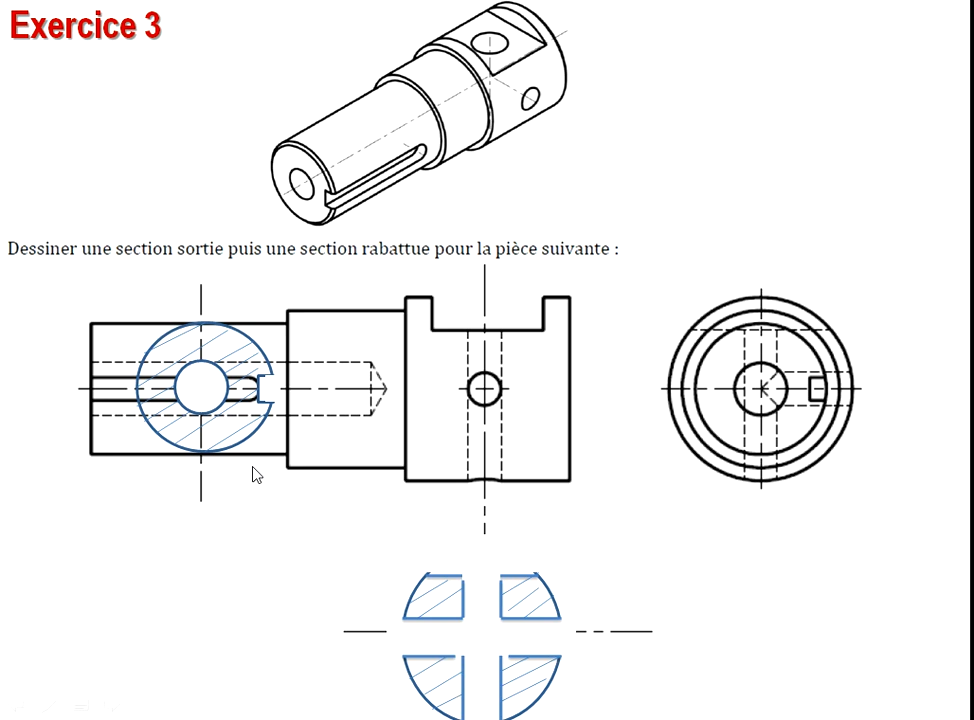 Exercice 3
Dessiner une section sortie puis une section rabattue pour la pièce suivante :